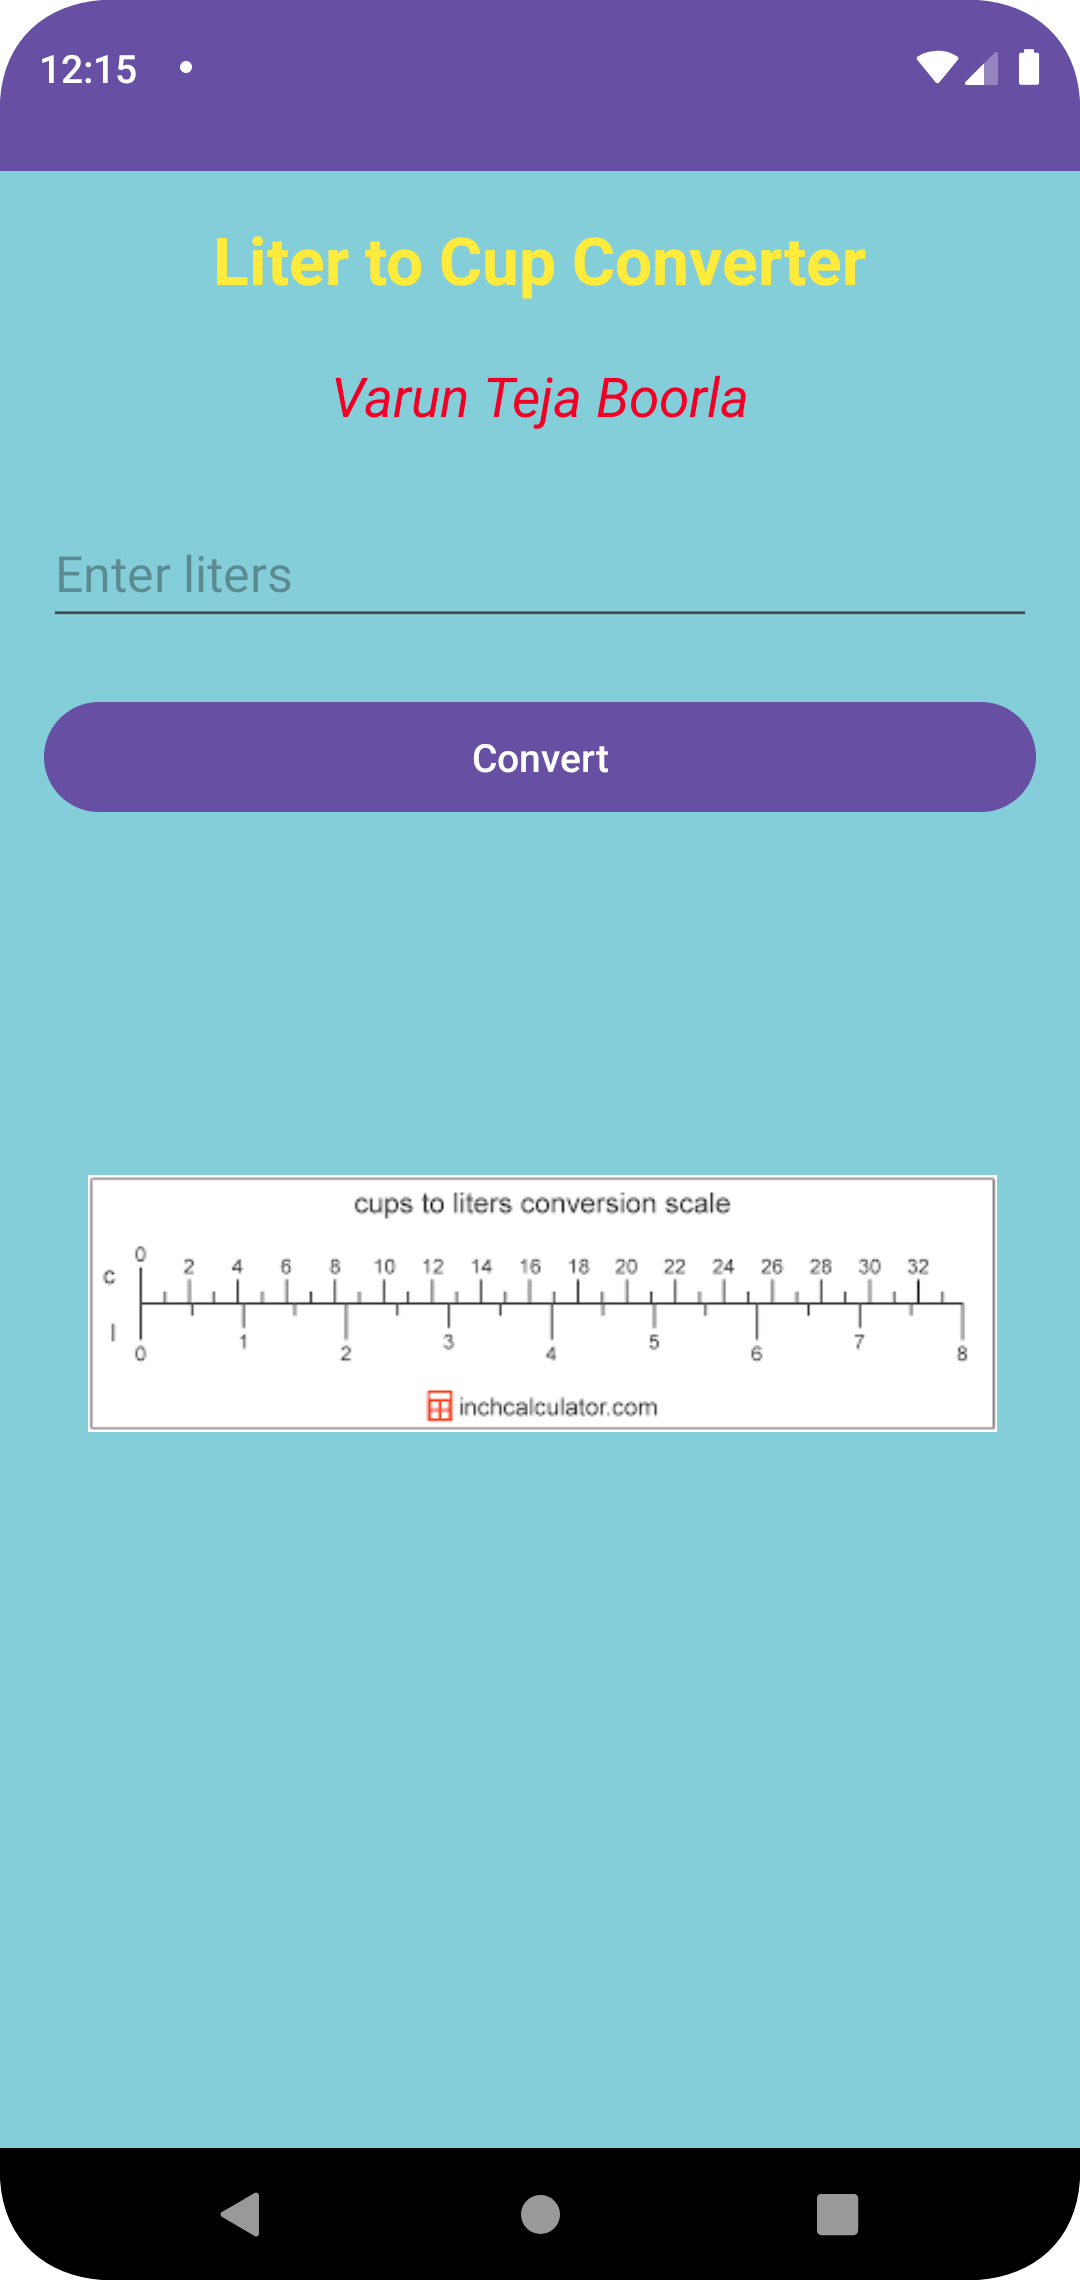 12:15
Liter to Cup Converter
Varun Teja Boorla
Enter liters
Convert
cups to liters conversion scale
c 0 2 4 6 8 10 12 14 16 18 20 22 24 26 28 30 32
l 0 1 2 3 4 5 6 7 8
inchcalculator.com